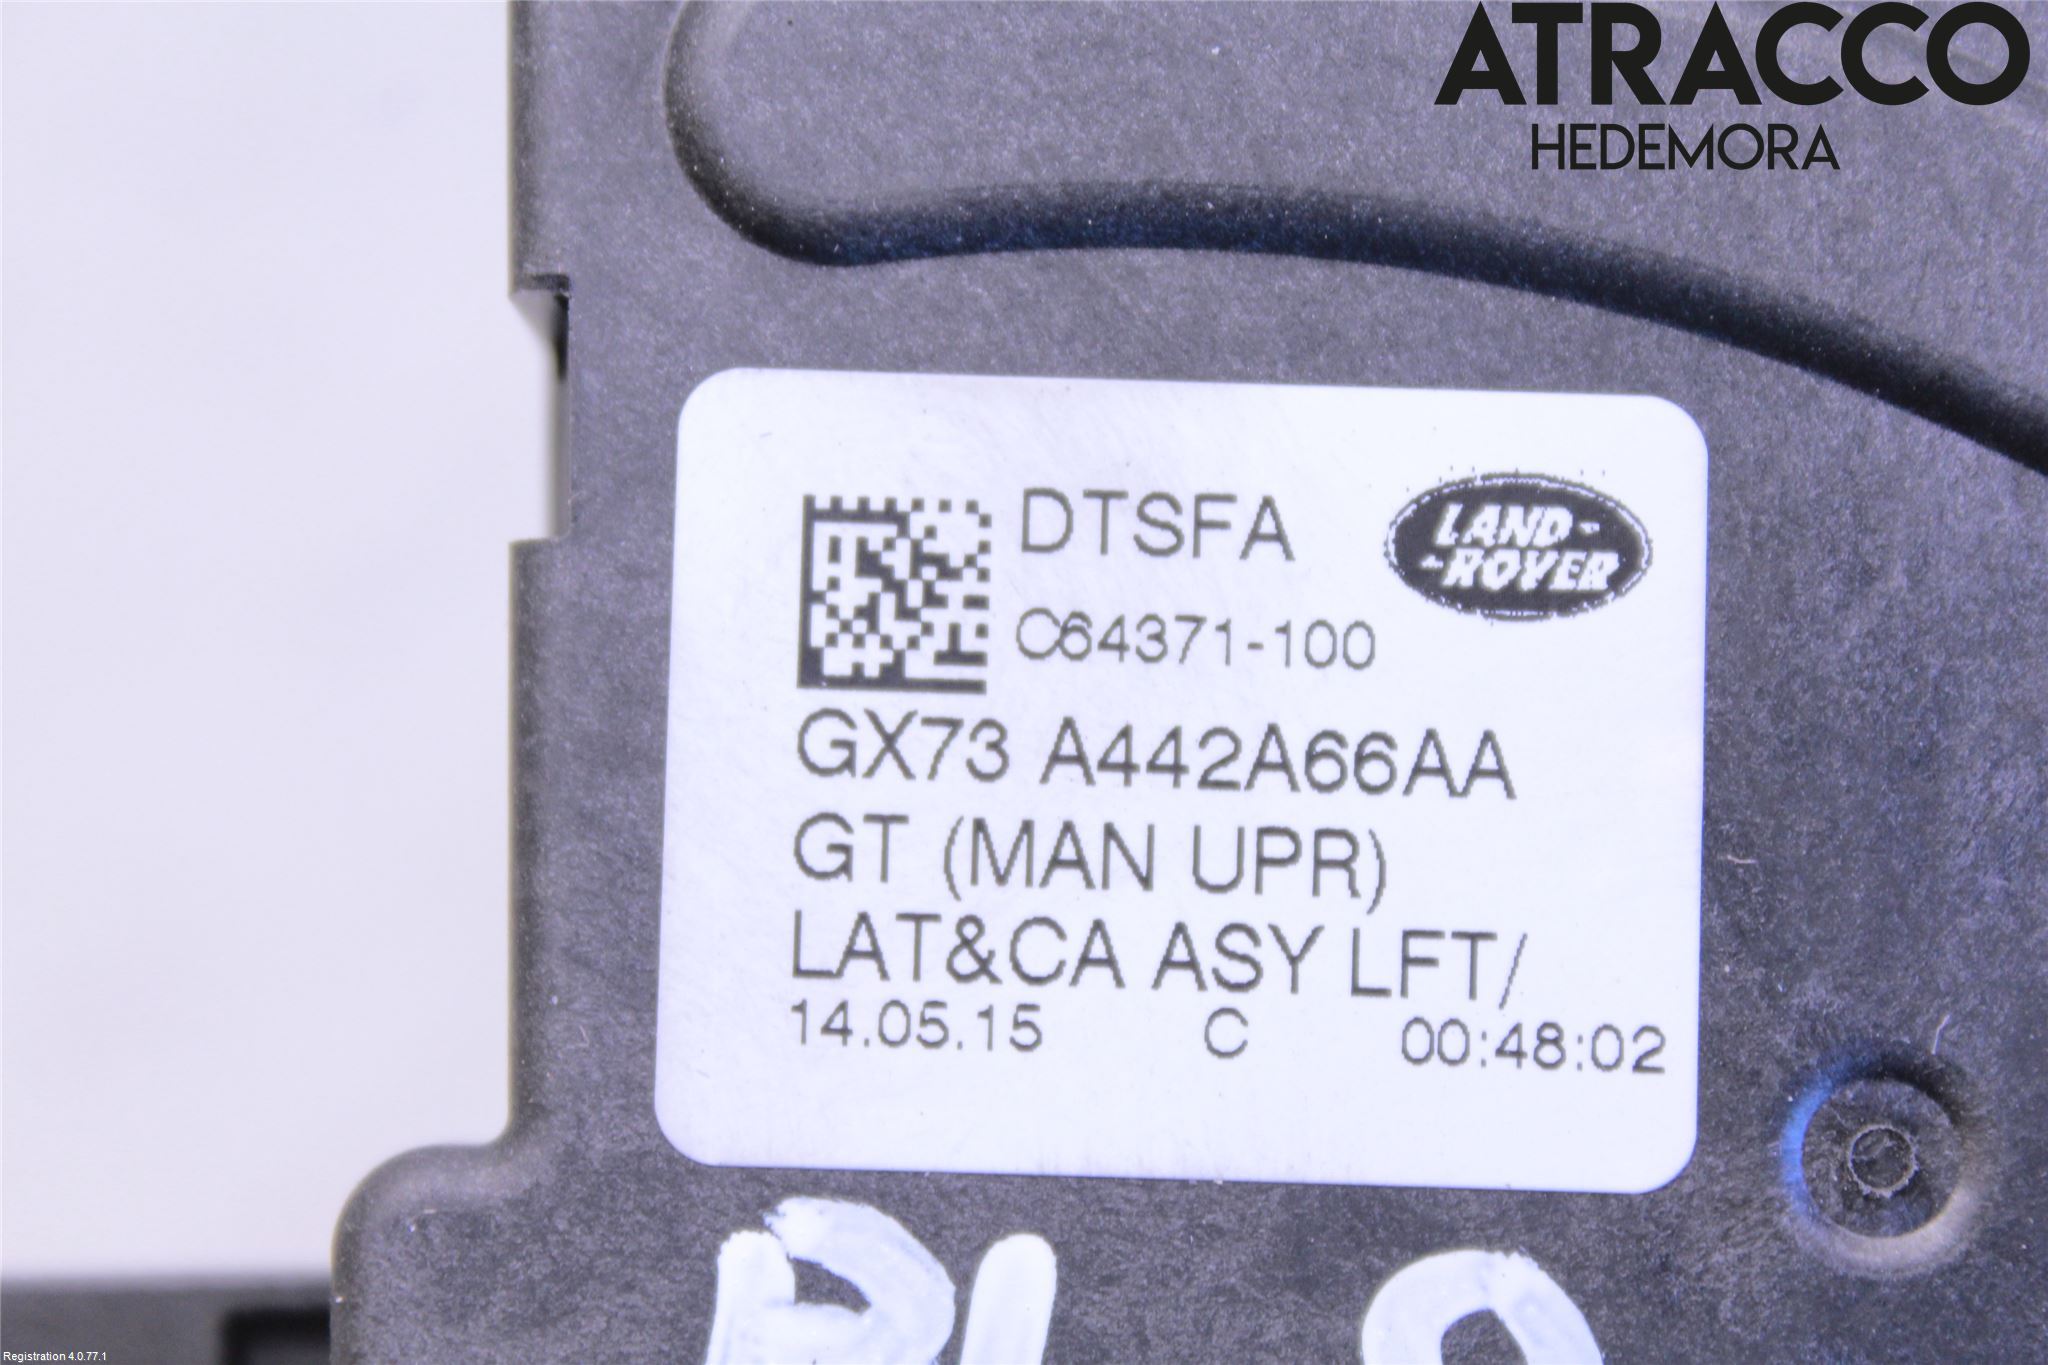 ATRACCO
HEDEMORA
DTSFA
LAND-
-ROVER
C64371-100
GX73 A442A66AA
GT (MAN UPR)
LAT&CA ASY LFT/
14.05.15 C 00:48:02
Registration 4.0.77.1